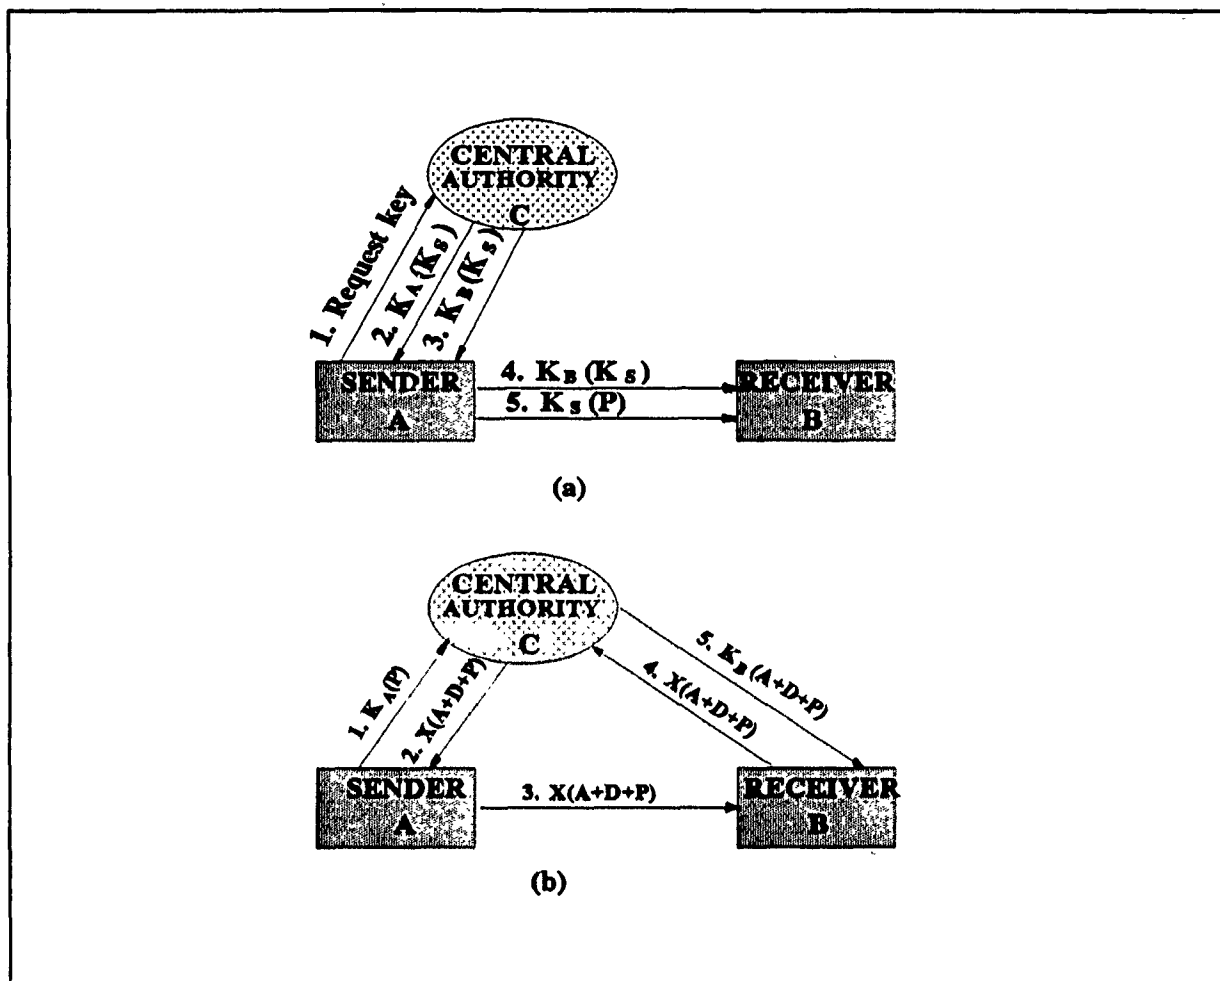 CENTRAL
AUTHORITY
C
1. Request key
2. KA(KS)
3. KB(KS)
SENDER
A
4. KB(KS)
5. KS(P)
RECEIVER
B
(a)
CENTRAL
AUTHORITY
C
1. KA(P)
2. X(A+D+P)
5. KB(A+D+P)
4. X(A+D+P)
SENDER
A
3. X(A+D+P)
RECEIVER
B
(b)